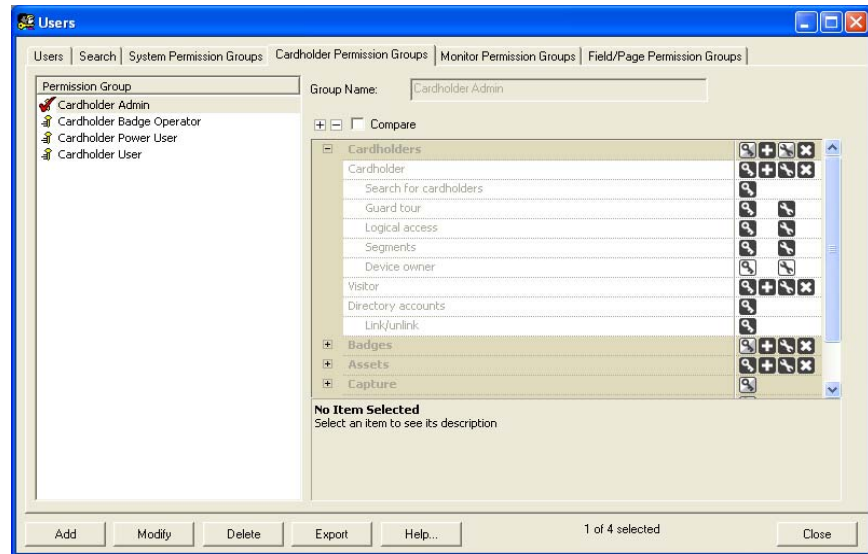 Users
Users Search System Permission Groups Cardholder Permission Groups Monitor Permission Groups Field/Page Permission Groups
Permission Group
Cardholder Admin
Cardholder Badge Operator
Cardholder Power User
Cardholder User
Group Name: Cardholder Admin
Compare
Cardholders
Cardholder
Search for cardholders
Guard tour
Logical access
Segments
Device owner
Visitor
Directory accounts
Link/unlink
Badges
Assets
Capture
No Item Selected
Select an item to see its description
Add Modify Delete Export Help... 1 of 4 selected Close